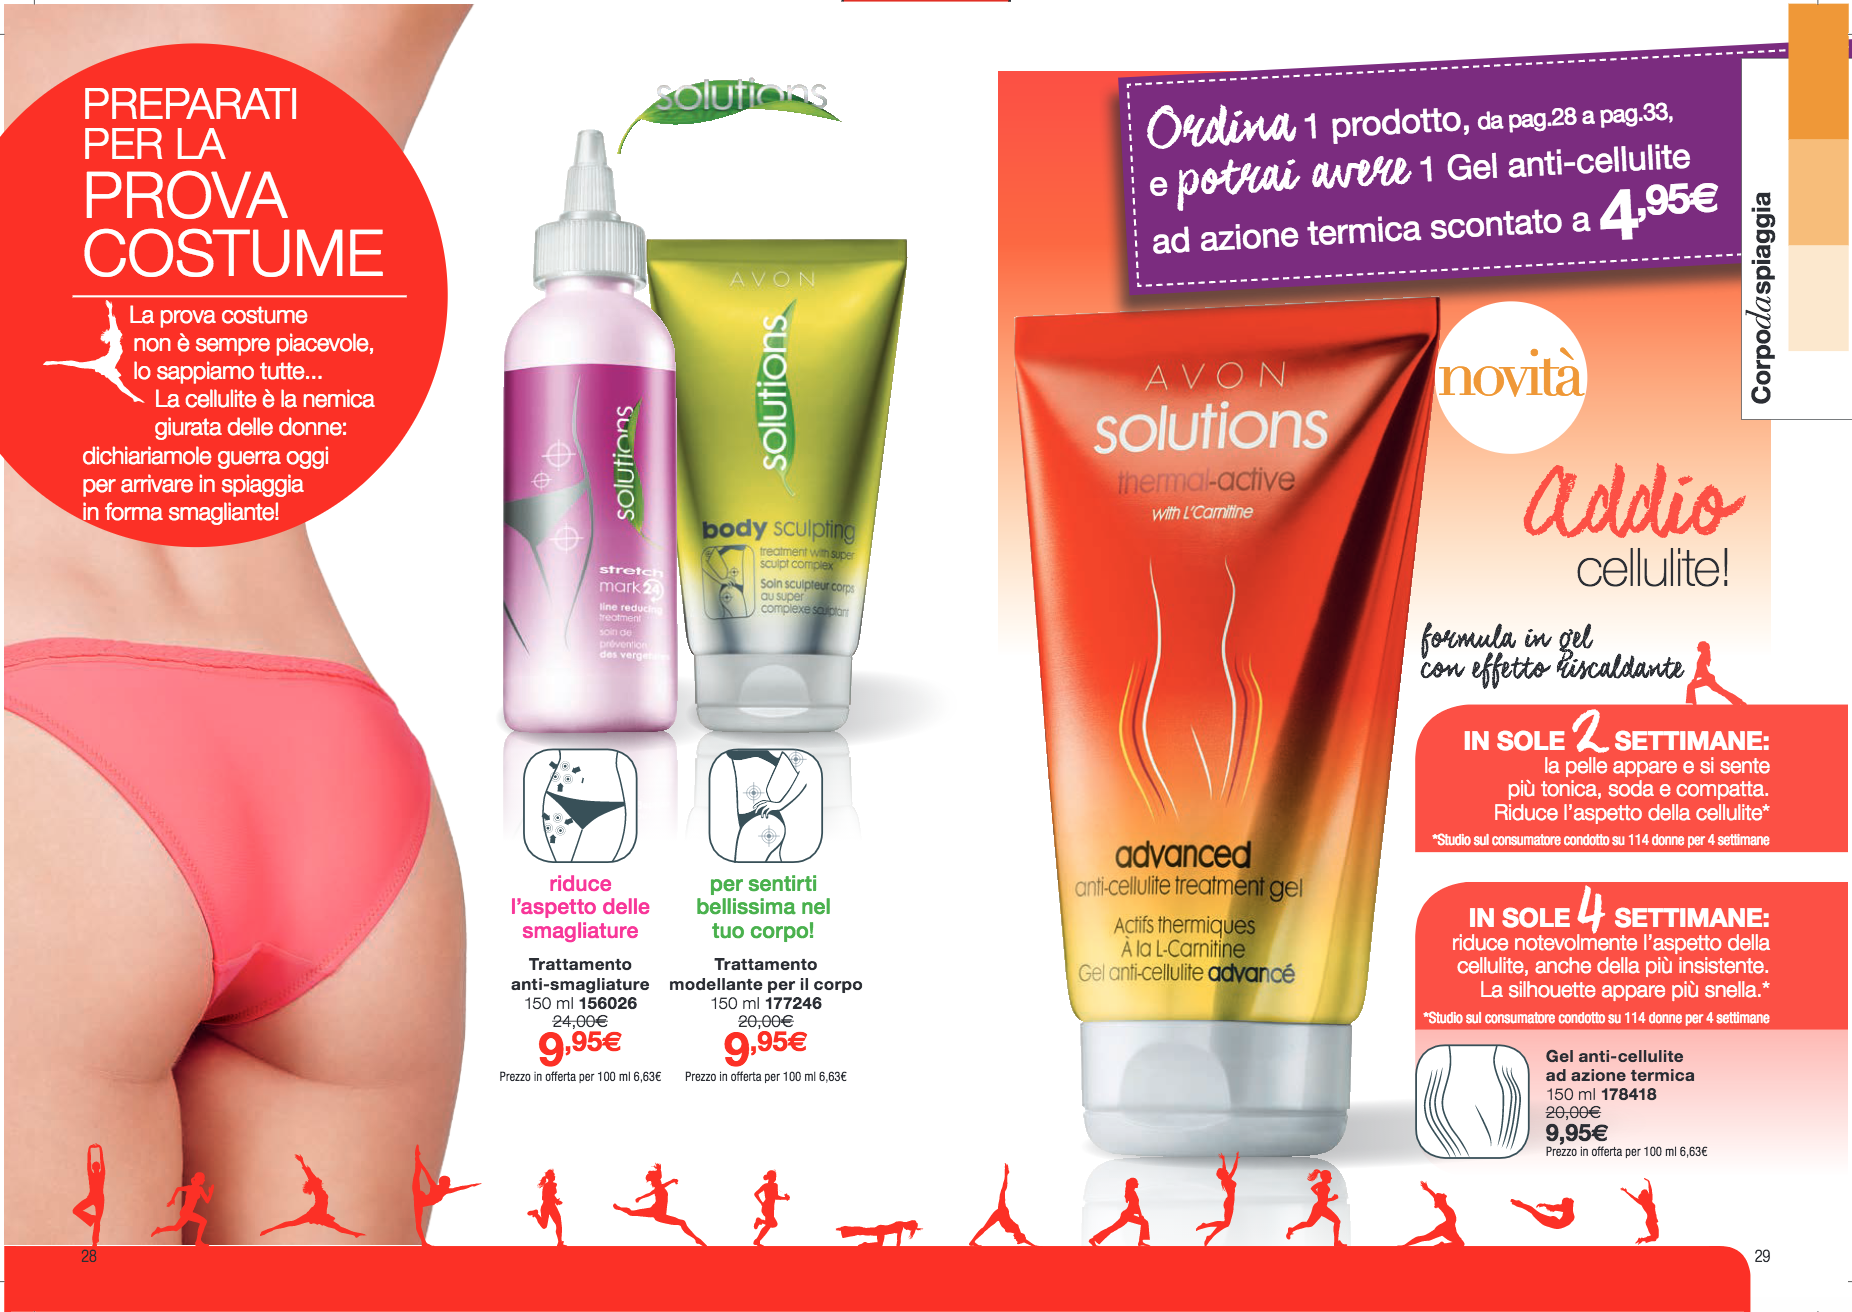 PREPARATI
PER LA
PROVA
COSTUME
La prova costume
non è sempre piacevole,
lo sappiamo tutte...
La cellulite è la nemica
giurata delle donne:
dichiariamole guerra oggi
per arrivare in spiaggia
in forma smagliante!
solutions
solutions
stretch
mark 24
line reducing
treatment
soin de
prévention
des vergetures
AVON
solutions
body sculpting
treatment with super
sculpt complex
Soin sculpteur corps
au super
complexe sculptant
riduce
l'aspetto delle
smagliature
Trattamento
anti-smagliature
150 ml 156026
24,00€
9,95€
Prezzo in offerta per 100 ml 6,63€
per sentirti
bellissima nel
tuo corpo!
Trattamento
modellante per il corpo
150 ml 177246
20,00€
9,95€
Prezzo in offerta per 100 ml 6,63€
28
Ordina 1 prodotto, da pag.28 a pag.33,
e potrai avere 1 Gel anti-cellulite
ad azione termica scontato a 4,95€
Corpodaspiaggia
novità
AVON
solutions
thermal-active
with L'Carnitine
advanced
anti-cellulite treatment gel
Actifs thermiques
À la L-Carnitine
Gel anti-cellulite advancé
Addio
cellulite!
formula in gel
con effetto riscaldante
IN SOLE 2 SETTIMANE:
la pelle appare e si sente
più tonica, soda e compatta.
Riduce l'aspetto della cellulite*
*Studio sul consumatore condotto su 114 donne per 4 settimane
IN SOLE 4 SETTIMANE:
riduce notevolmente l'aspetto della
cellulite, anche della più insistente.
La silhouette appare più snella.*
*Studio sul consumatore condotto su 114 donne per 4 settimane
Gel anti-cellulite
ad azione termica
150 ml 178418
20,00€
9,95€
Prezzo in offerta per 100 ml 6,63€
29